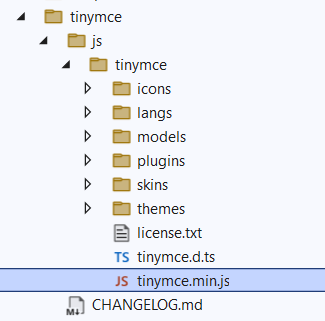 tinymce
js
tinymce
icons
langs
models
plugins
skins
themes
license.txt
TS tinymce.d.ts
JS tinymce.min.js
M CHANGELOG.md